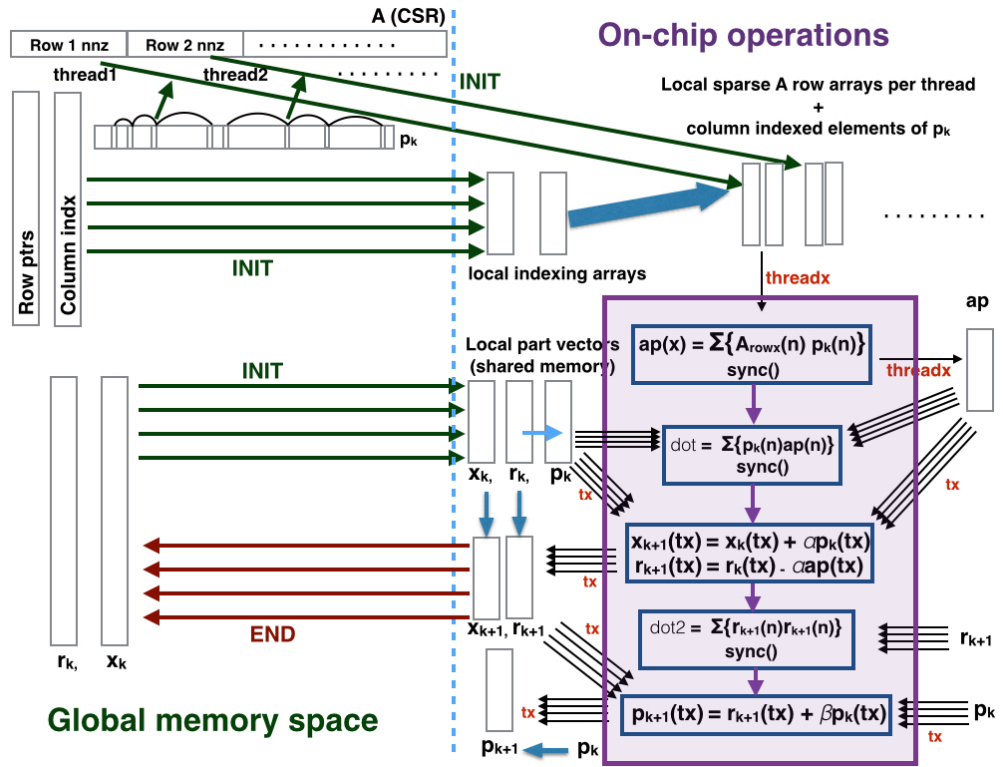 A (CSR)
On-chip operations
Row 1 nnz
Row 2 nnz
. . . . . . . . . . . .
thread1
thread2
. . . . . . . . .
INIT
Local sparse A row arrays per thread
+
column indexed elements of pk
pk
Row ptrs
Column indx
INIT
local indexing arrays
. . . . . . . . .
threadx
ap
ap(x) = Σ{Arowx(n) pk(n)}
sync()
threadx
INIT
Local part vectors
(shared memory)
dot = Σ{pk(n)ap(n)}
sync()
xk,
rk,
pk
tx
tx
xk+1(tx) = xk(tx) + αpk(tx)
rk+1(tx) = rk(tx) - αap(tx)
tx
END
xk+1,
rk+1
tx
dot2 = Σ{rk+1(n)rk+1(n)}
sync()
rk+1
rk,
xk
pk+1(tx) = rk+1(tx) + βpk(tx)
tx
pk
tx
Global memory space
pk+1
pk